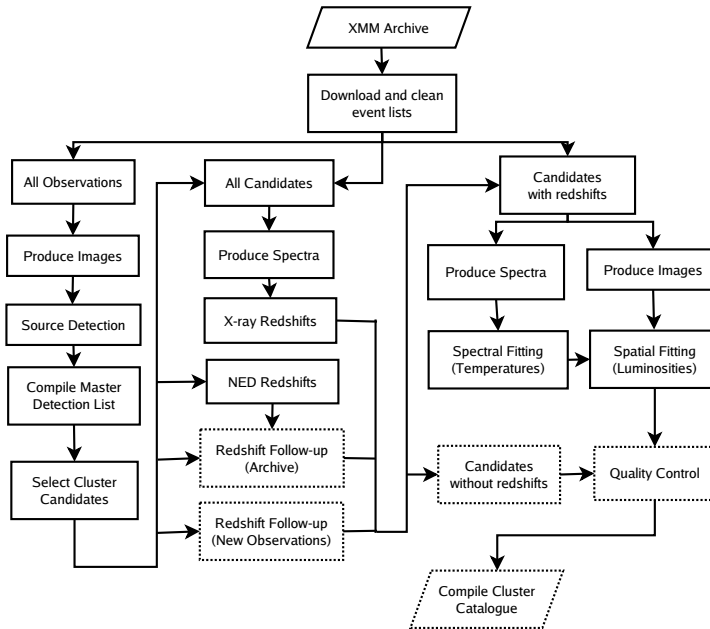 XMM Archive
Download and clean
event lists
All Observations
Produce Images
Source Detection
Compile Master
Detection List
Select Cluster
Candidates
All Candidates
Produce Spectra
X-ray Redshifts
NED Redshifts
Redshift Follow-up
(Archive)
Redshift Follow-up
(New Observations)
Candidates
with redshifts
Produce Spectra
Produce Images
Spectral Fitting
(Temperatures)
Spatial Fitting
(Luminosities)
Candidates
without redshifts
Quality Control
Compile Cluster
Catalogue